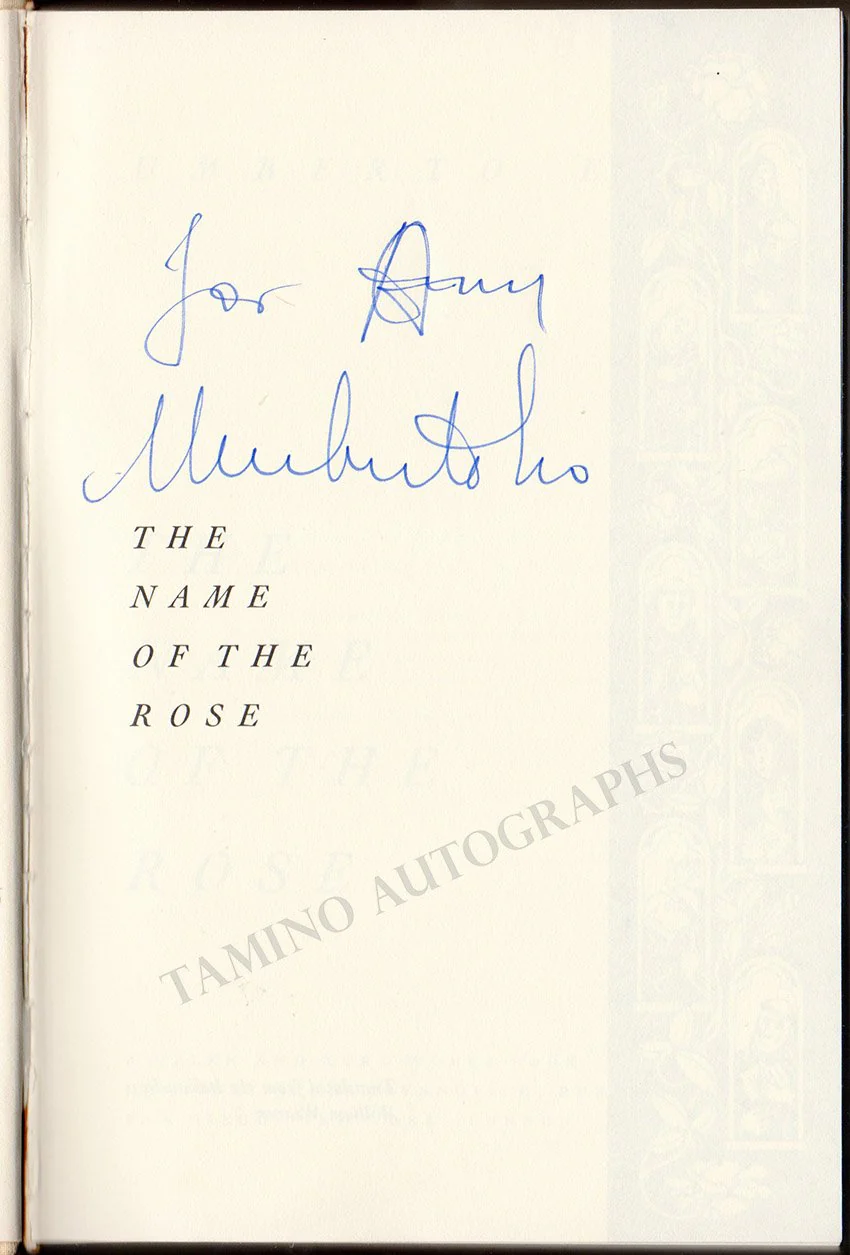 For Amy
Umberto Eco
THE
NAME
OF THE
ROSE
TAMINO AUTOGRAPHS